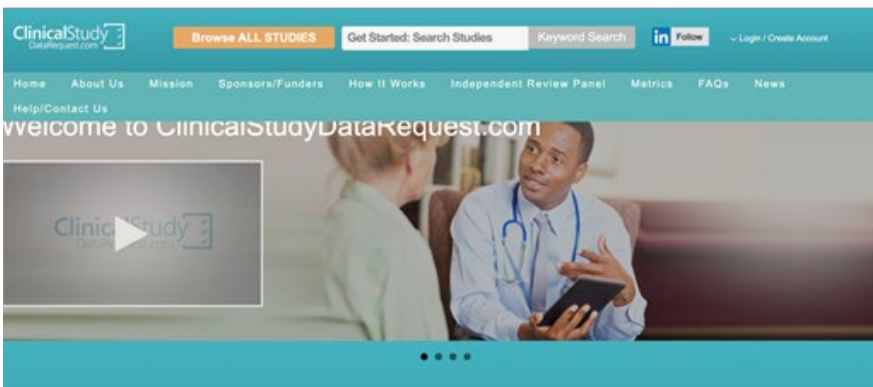 ClinicalStudy
DataRequest.com
Browse ALL STUDIES
Get Started: Search Studies
Keyword Search
in Follow
Login / Create Account
Home About Us Mission Sponsors/Funders How It Works Independent Review Panel Metrics FAQs News
Help/Contact Us
Welcome to ClinicalStudyDataRequest.com
ClinicalStudy
DataRequest.com